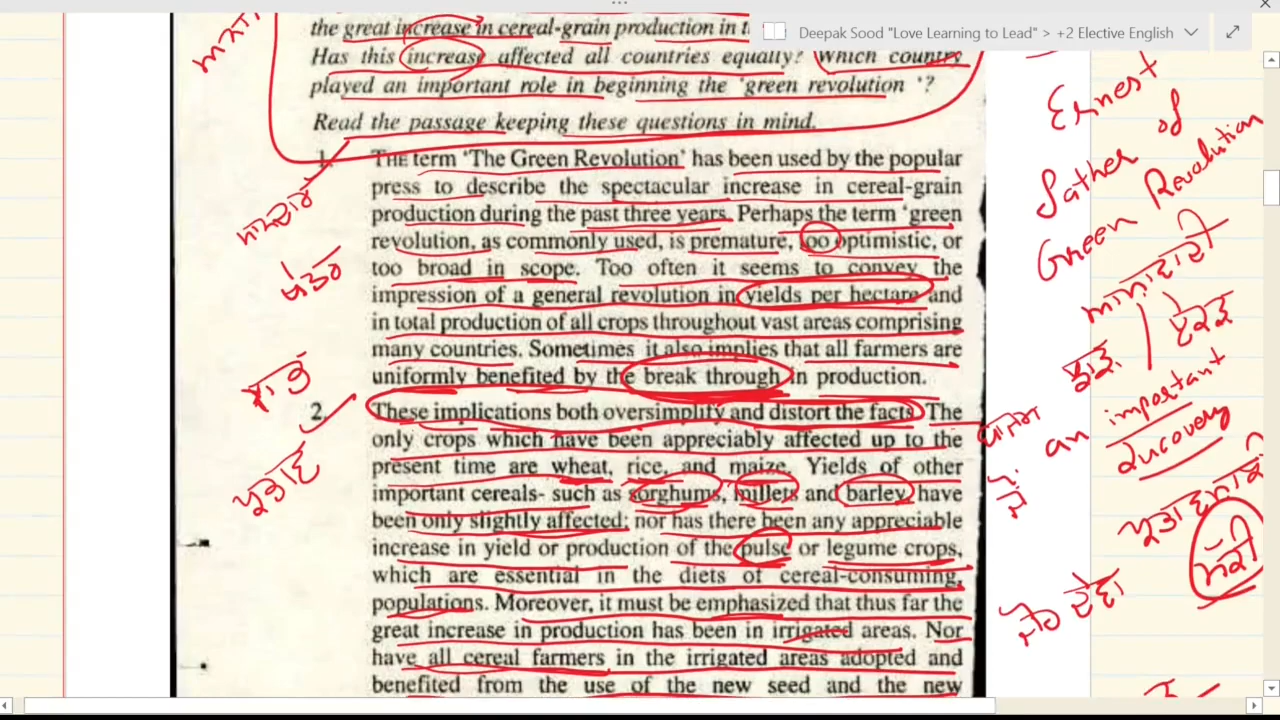 the great increase in cereal-grain production in t
Deepak Sood "Love Learning to Lead" > +2 Elective English
Has this increase affected all countries equally? Which country
played an important role in beginning the 'green revolution '?
Read the passage keeping these questions in mind.
1. THE term 'The Green Revolution' has been used by the popular
press to describe the spectacular increase in cereal-grain
production during the past three years. Perhaps the term 'green
revolution, as commonly used, is premature, too optimistic, or
too broad in scope. Too often it seems to convey the
impression of a general revolution in yields per hectare and
in total production of all crops throughout vast areas comprising
many countries. Sometimes it also implies that all farmers are
uniformly benefited by the break through in production.
2. These implications both oversimplify and distort the facts. The
only crops which have been appreciably affected up to the
present time are wheat, rice, and maize. Yields of other
important cereals- such as sorghums, millets and barley have
been only slightly affected; nor has there been any appreciable
increase in yield or production of the pulse or legume crops,
which are essential in the diets of cereal-consuming,
populations. Moreover, it must be emphasized that thus far the
great increase in production has been in irrigated areas. Nor
have all cereal farmers in the irrigated areas adopted and
benefited from the use of the new seed and the new
Ernest
father of
Green Revolution
an important
discovery